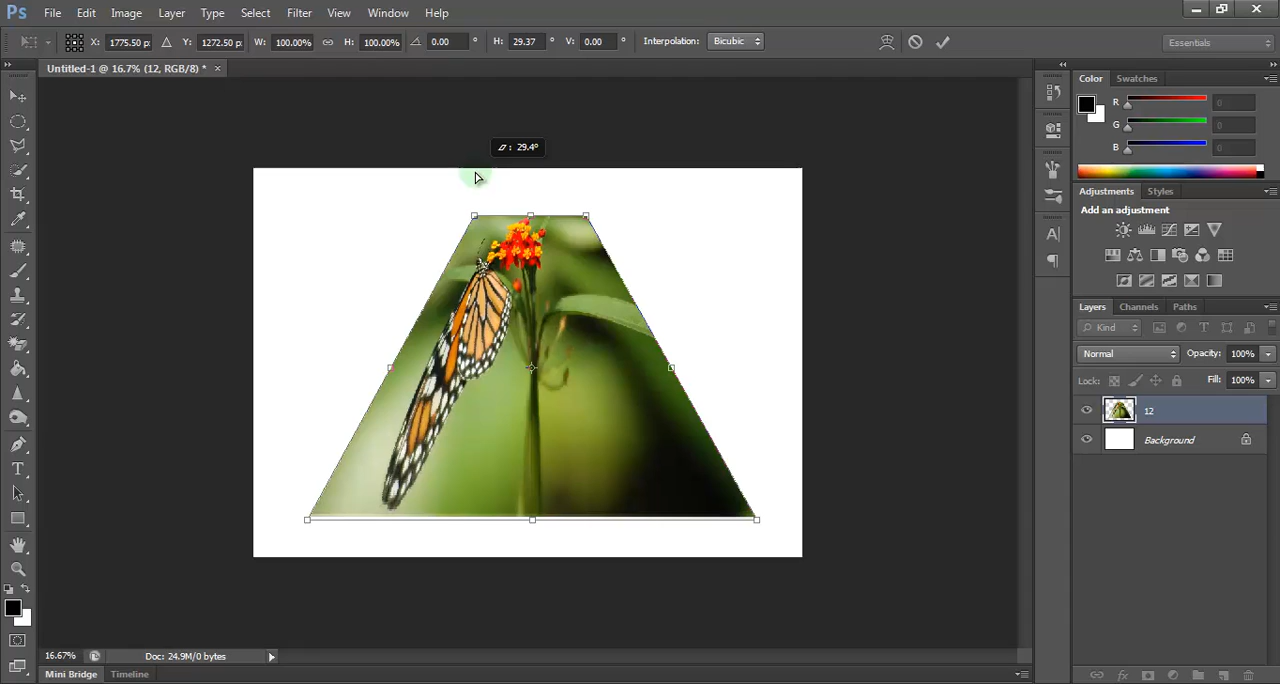 Ps File Edit Image Layer Type Select Filter View Window Help
X: 1775.50 px Y: 1272.50 px W: 100.00% H: 100.00% 0.00 ° H: 29.37 ° V: 0.00 ° Interpolation: Bicubic Essentials
Untitled-1 @ 16.7% (12, RGB/8) * ×
Color Swatches
R 0
G 0
B 0
: 29.4°
Adjustments Styles
Add an adjustment
Layers Channels Paths
Kind T
Normal Opacity: 100%
Lock: Fill: 100%
12
Background
fx
A
T
16.67% Doc: 24.9M/0 bytes
Mini Bridge Timeline